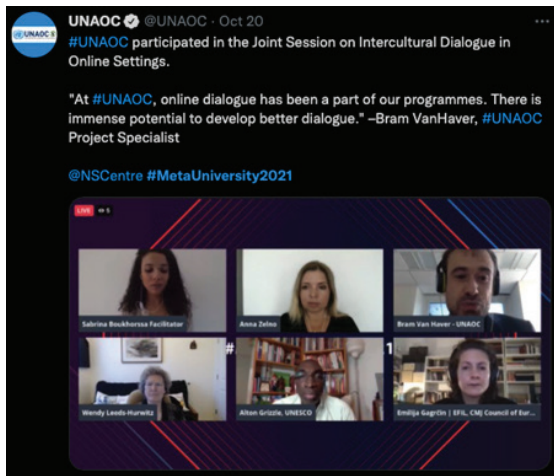 UNAOC @UNAOC · Oct 20
#UNAOC participated in the Joint Session on Intercultural Dialogue in
Online Settings.
"At #UNAOC, online dialogue has been a part of our programmes. There is
immense potential to develop better dialogue." –Bram VanHaver, #UNAOC
Project Specialist
@NSCentre #MetaUniversity2021
LIVE 5
Sabrina Boukhorssa Facilitator
Anna Zelno
Bram Van Haver - UNAOC
# 1
Wendy Leeds-Hurwitz
Alton Grizzle, UNESCO
Emilija Gagrčin | EFIL, CMJ Council of Eur...